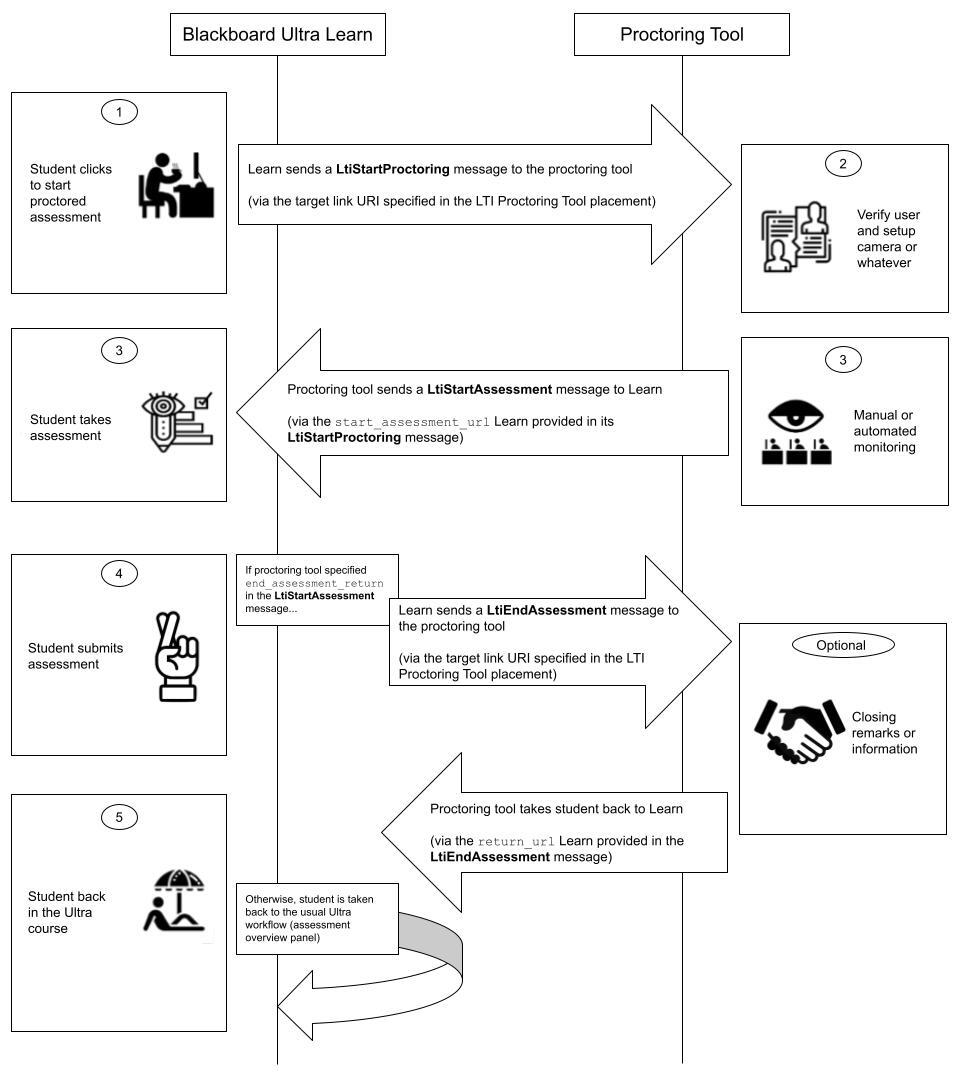 Blackboard Ultra Learn
Proctoring Tool
1
Student clicks
to start
proctored
assessment
Learn sends a LtiStartProctoring message to the proctoring tool
(via the target link URI specified in the LTI Proctoring Tool placement)
2
Verify user
and setup
camera or
whatever
3
Student takes
assessment
Proctoring tool sends a LtiStartAssessment message to Learn
(via the start_assessment_url Learn provided in its
LtiStartProctoring message)
3
Manual or
automated
monitoring
4
Student submits
assessment
If proctoring tool specified
end_assessment_return
in the LtiStartAssessment
message...
Learn sends a LtiEndAssessment message to
the proctoring tool
(via the target link URI specified in the LTI
Proctoring Tool placement)
Optional
Closing
remarks or
information
Proctoring tool takes student back to Learn
(via the return_url Learn provided in the
LtiEndAssessment message)
5
Student back
in the Ultra
course
Otherwise, student is taken
back to the usual Ultra
workflow (assessment
overview panel)